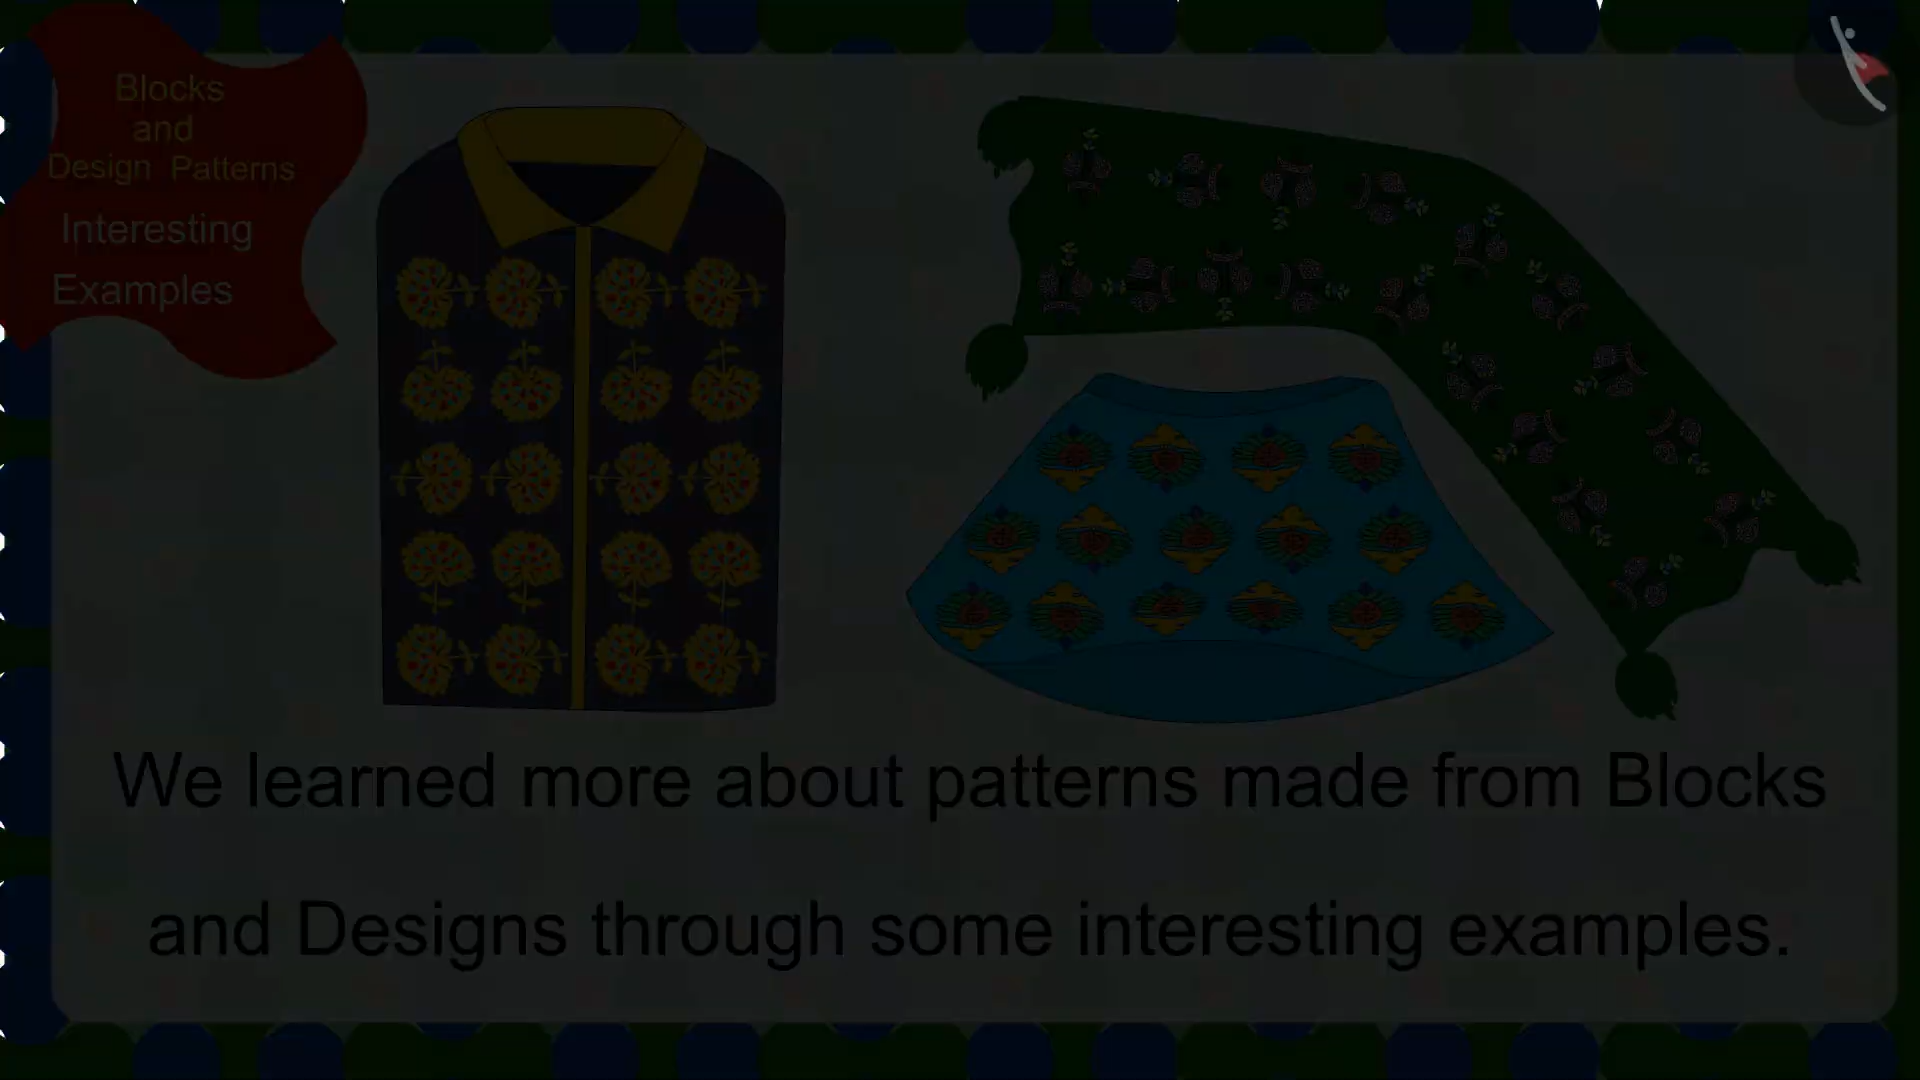 Blocks
and
Design Patterns
Interesting
Examples
We learned more about patterns made from Blocks
and Designs through some interesting examples.